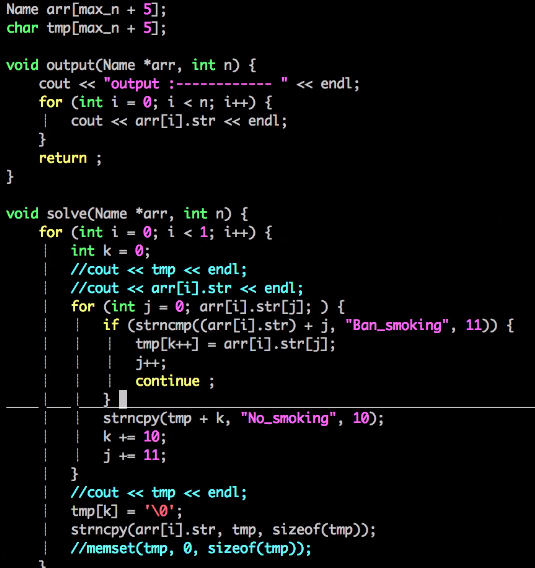 Name arr[max_n + 5];
char tmp[max_n + 5];
void output(Name *arr, int n) {
cout << "output :------------ " << endl;
for (int i = 0; i < n; i++) {
cout << arr[i].str << endl;
}
return ;
}
void solve(Name *arr, int n) {
for (int i = 0; i < 1; i++) {
int k = 0;
//cout << tmp << endl;
//cout << arr[i].str << endl;
for (int j = 0; arr[i].str[j]; ) {
if (strncmp((arr[i].str) + j, "Ban_smoking", 11)) {
tmp[k++] = arr[i].str[j];
j++;
continue ;
}
strncpy(tmp + k, "No_smoking", 10);
k += 10;
j += 11;
}
//cout << tmp << endl;
tmp[k] = '\0';
strncpy(arr[i].str, tmp, sizeof(tmp));
//memset(tmp, 0, sizeof(tmp));
}